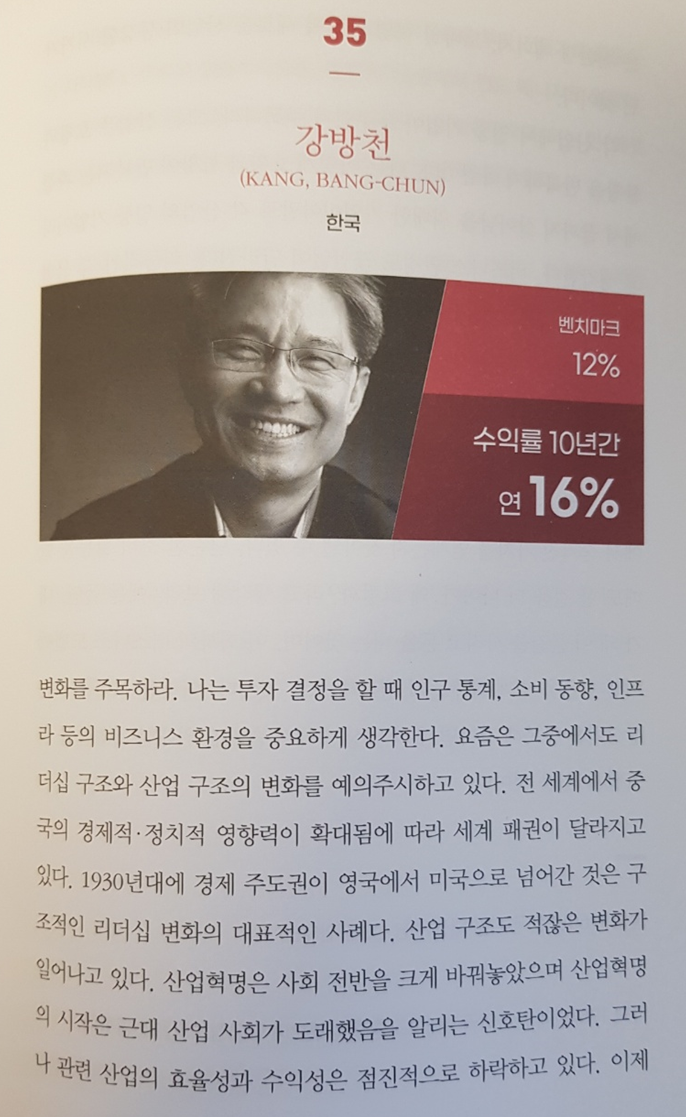 35
강방천
(KANG, BANG-CHUN)
한국
벤치마크
12%
수익률 10년간
연 16%
변화를 주목하라. 나는 투자 결정을 할 때 인구 통계, 소비 동향, 인프
라 등의 비즈니스 환경을 중요하게 생각한다. 요즘은 그중에서도 리
더십 구조와 산업 구조의 변화를 예의주시하고 있다. 전 세계에서 중
국의 경제적·정치적 영향력이 확대됨에 따라 세계 패권이 달라지고
있다. 1930년대에 경제 주도권이 영국에서 미국으로 넘어간 것은 구
조적인 리더십 변화의 대표적인 사례다. 산업 구조도 적잖은 변화가
일어나고 있다. 산업혁명은 사회 전반을 크게 바꿔놓았으며 산업혁명
의 시작은 근대 산업 사회가 도래했음을 알리는 신호탄이었다. 그러
나 관련 산업의 효율성과 수익성은 점진적으로 하락하고 있다. 이제